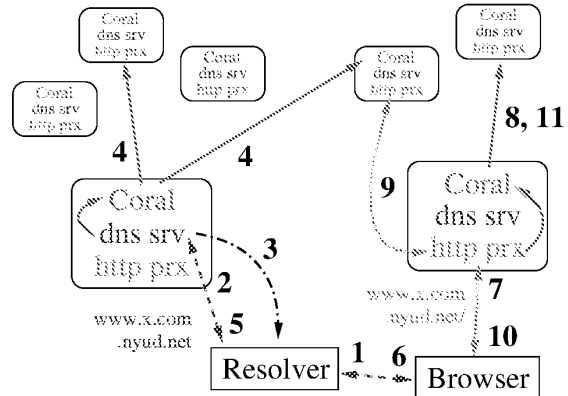 Coral
dns srv
http prx
Coral
dns srv
http prx
Coral
dns srv
http prx
Coral
dns srv
http prx
Coral
dns srv
http prx
4
4
8, 11
9
Coral
dns srv
http prx
Coral
dns srv
http prx
3
2
7
www.x.com
.nyud.net
5
www.x.com
.nyud.net/
10
1
6
Resolver
Browser